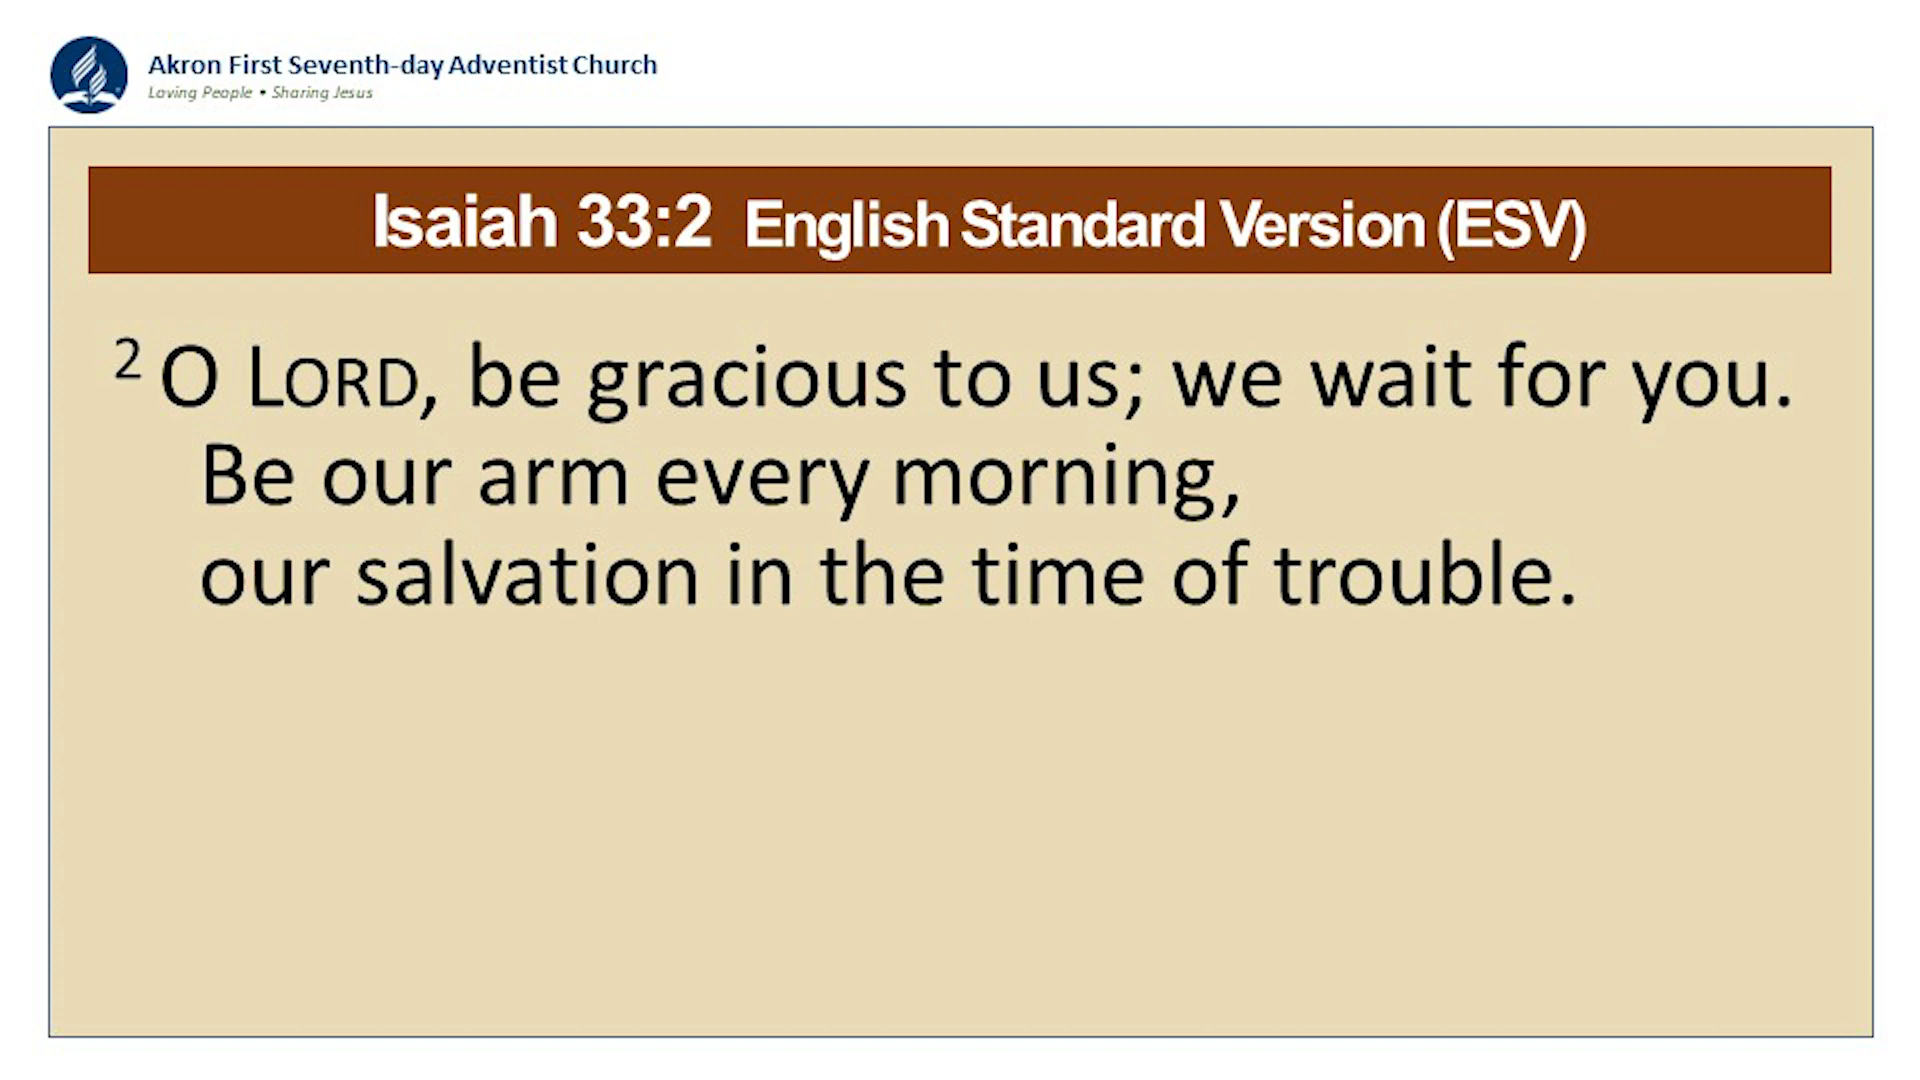 Akron First Seventh-day Adventist Church
Loving People • Sharing Jesus
Isaiah 33:2 English Standard Version (ESV)
2 O LORD, be gracious to us; we wait for you.
Be our arm every morning,
our salvation in the time of trouble.